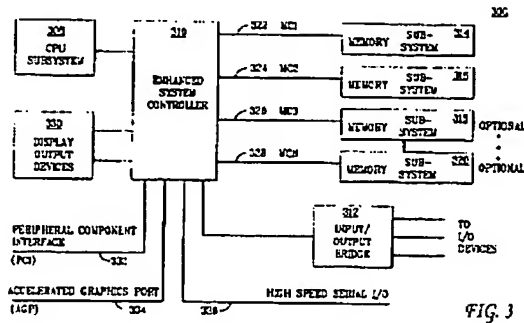 300
308
CPU
SUBSYSTEM
310
ENHANCED
SYSTEM
CONTROLLER
322 MC1
MEMORY SUB-SYSTEM 314
324 MC2
MEMORY SUB-SYSTEM 316
326 MC3
MEMORY SUB-SYSTEM 318
OPTIONAL
328 MCN
MEMORY SUB-SYSTEM 320
OPTIONAL
330
DISPLAY
OUTPUT
DEVICES
312
INPUT/
OUTPUT
BRIDGE
TO
I/O
DEVICES
PERIPHERAL COMPONENT
INTERFACE
(PCI)
332
ACCELERATED GRAPHICS PORT
(AGP)
334
HIGH SPEED SERIAL I/O
FIG. 3